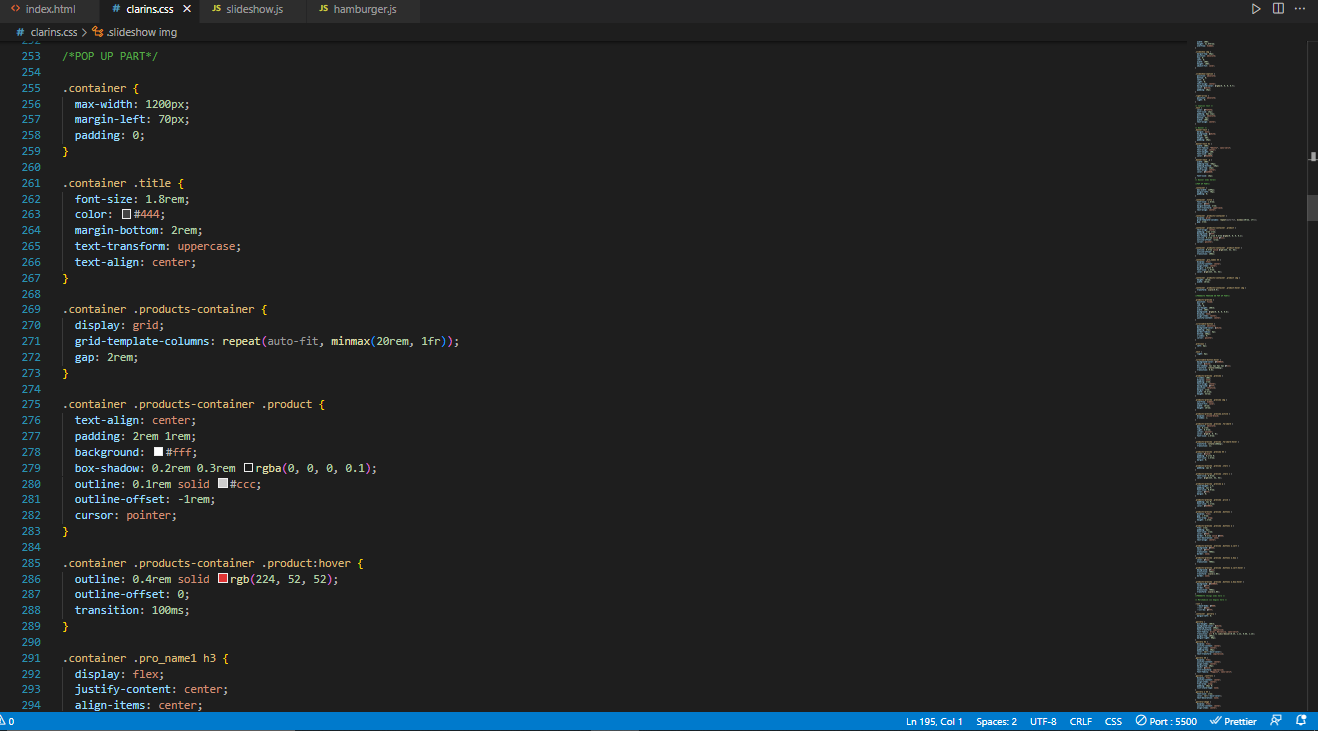 index.html clarins.css slideshow.js hamburger.js
clarins.css > .slideshow img
252
253 /*POP UP PART*/
254
255 .container {
256 max-width: 1200px;
257 margin-left: 70px;
258 padding: 0;
259 }
260
261 .container .title {
262 font-size: 1.8rem;
263 color: #444;
264 margin-bottom: 2rem;
265 text-transform: uppercase;
266 text-align: center;
267 }
268
269 .container .products-container {
270 display: grid;
271 grid-template-columns: repeat(auto-fit, minmax(20rem, 1fr));
272 gap: 2rem;
273 }
274
275 .container .products-container .product {
276 text-align: center;
277 padding: 2rem 1rem;
278 background: #fff;
279 box-shadow: 0.2rem 0.3rem rgba(0, 0, 0, 0.1);
280 outline: 0.1rem solid #ccc;
281 outline-offset: -1rem;
282 cursor: pointer;
283 }
284
285 .container .products-container .product:hover {
286 outline: 0.4rem solid rgb(224, 52, 52);
287 outline-offset: 0;
288 transition: 100ms;
289 }
290
291 .container .pro_name1 h3 {
292 display: flex;
293 justify-content: center;
294 align-items: center;
0 Ln 195, Col 1 Spaces: 2 UTF-8 CRLF CSS Port : 5500 Prettier